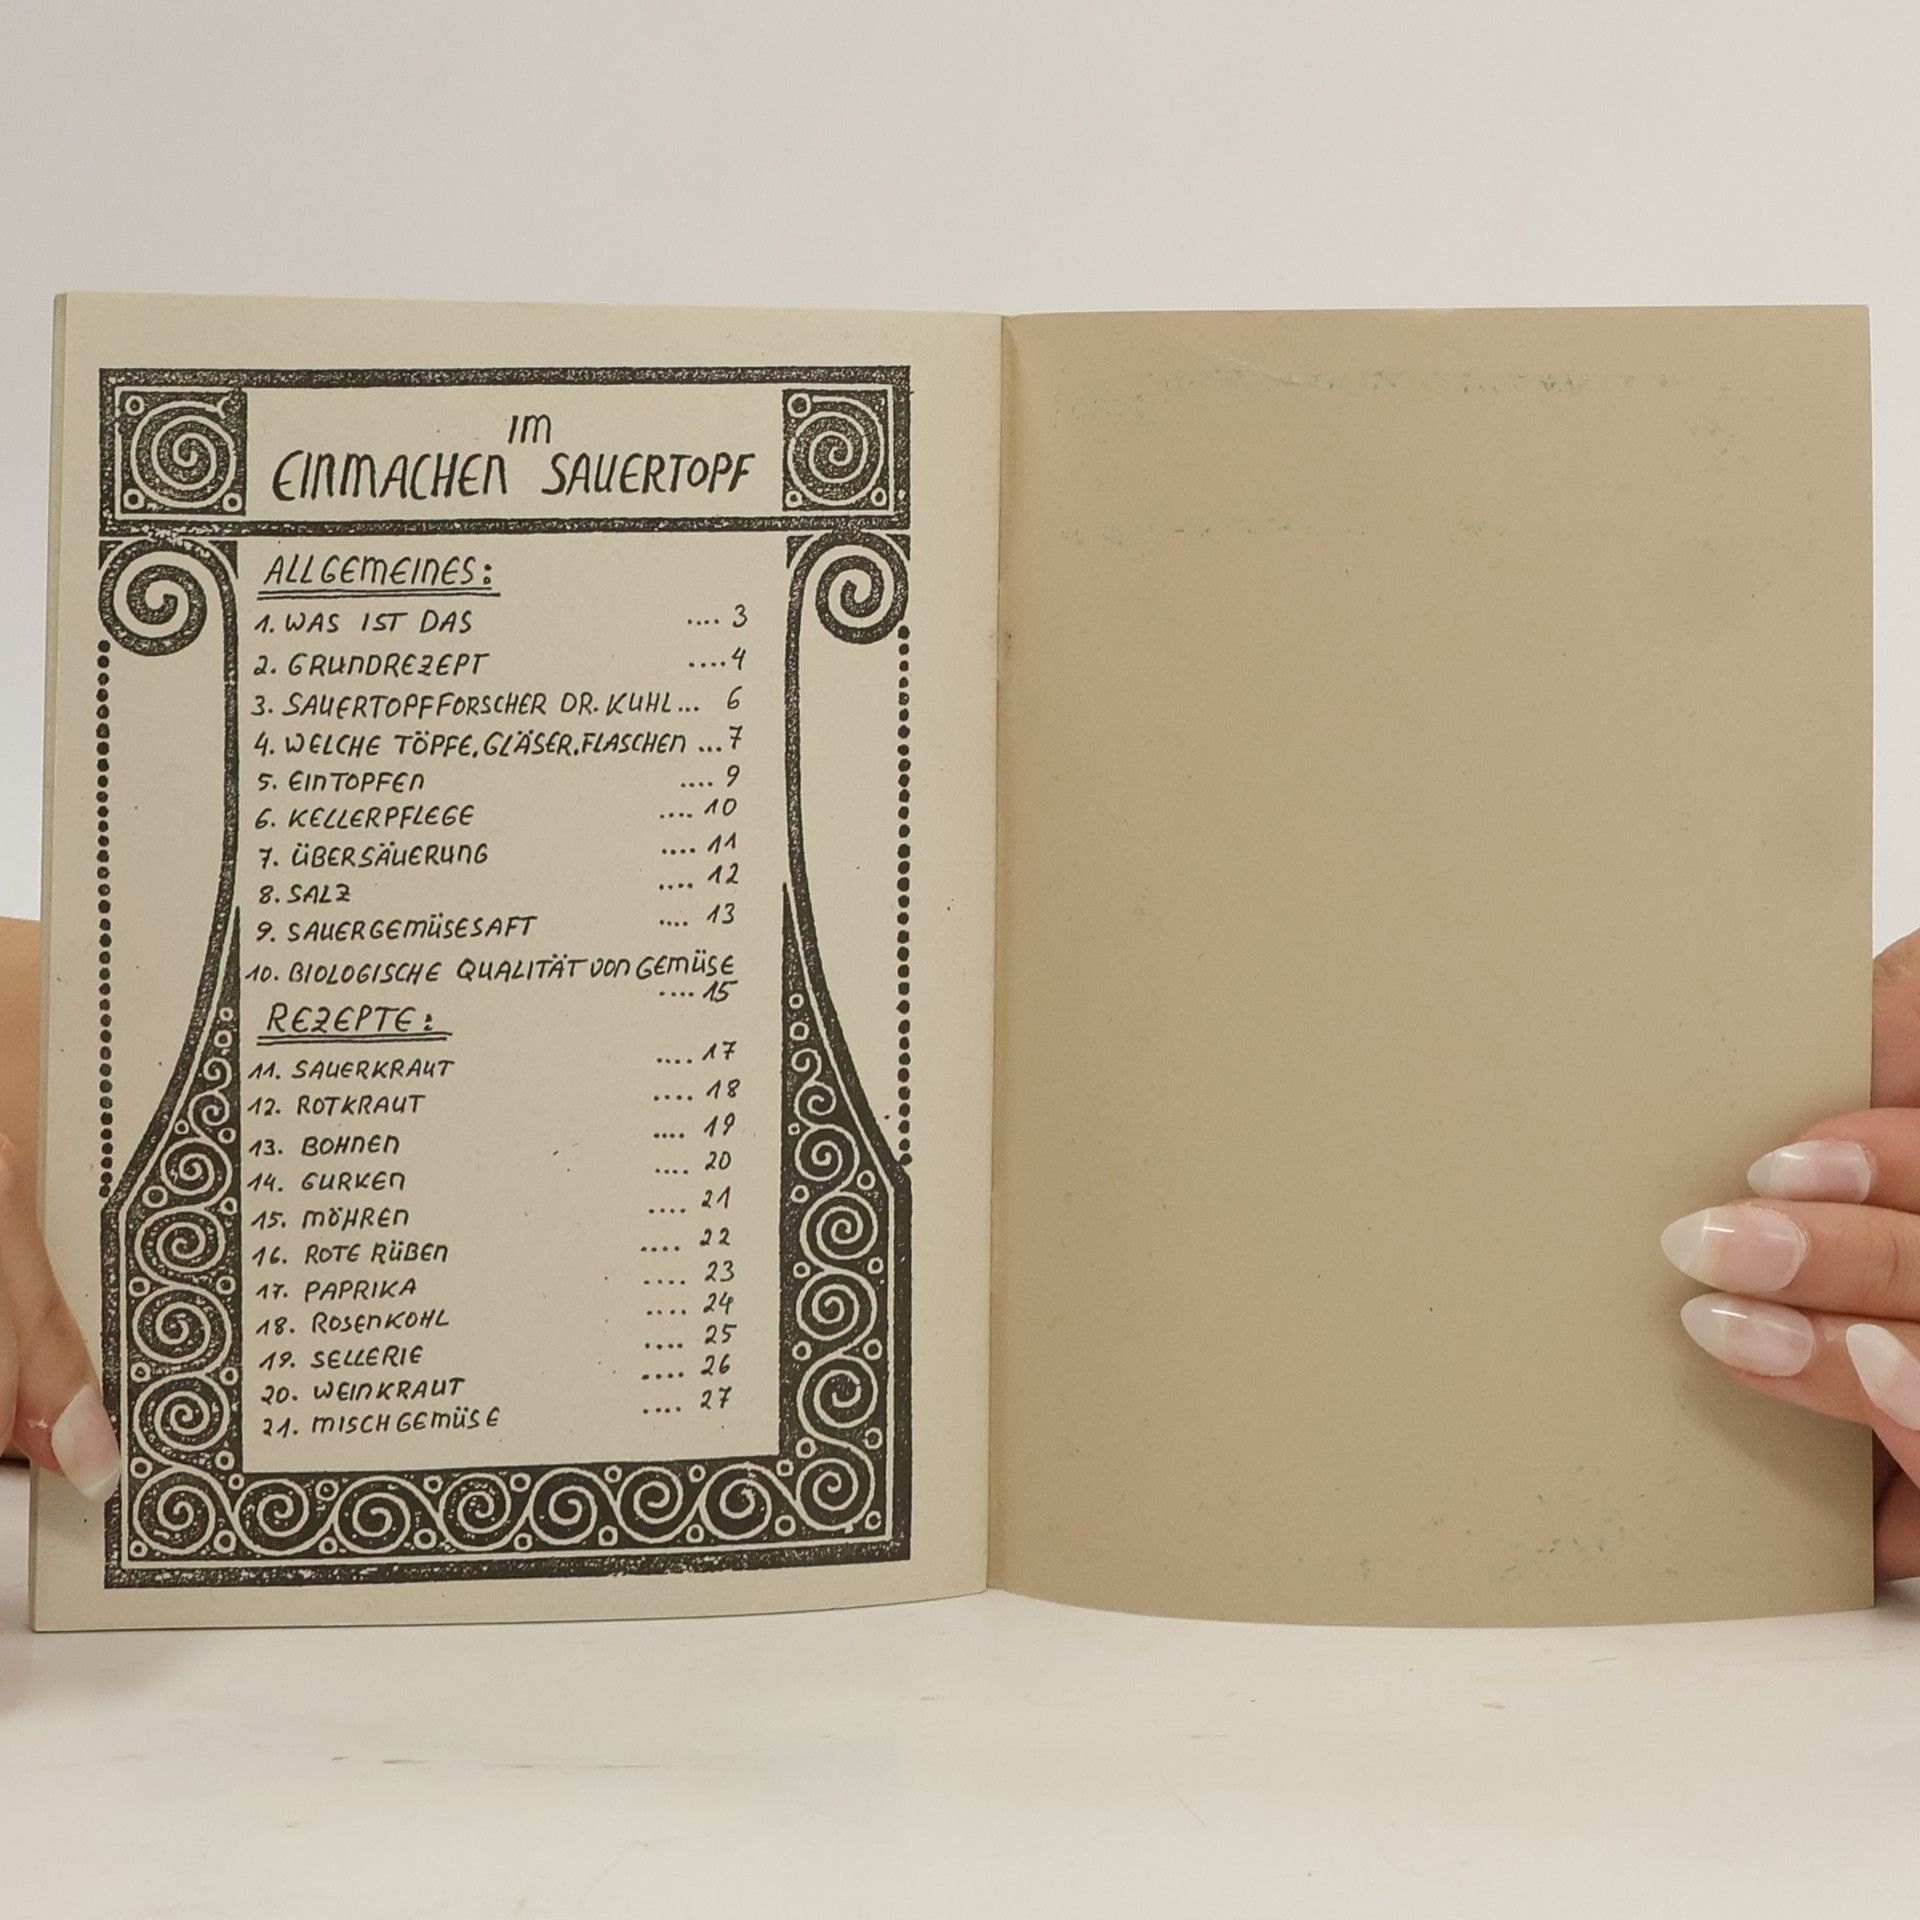 IM
EINMACHEN SAUERTOPF
ALLGEMEINES:
1. WAS IST DAS .... 3
2. GRUNDREZEPT .... 4
3. SAUERTOPFFORSCHER DR. KUHL ... 6
4. WELCHE TÖPFE, GLÄSER, FLASCHEN ... 7
5. EINTOPFEN .... 9
6. KELLERPFLEGE .... 10
7. ÜBERSÄUERUNG .... 11
8. SALZ .... 12
9. SAUERGEMÜSESAFT .... 13
10. BIOLOGISCHE QUALITÄT VON GEMÜSE
.... 15
REZEPTE:
11. SAUERKRAUT .... 17
12. ROTKRAUT .... 18
13. BOHNEN .... 19
14. GURKEN .... 20
15. MÖHREN .... 21
16. ROTE RÜBEN .... 22
17. PAPRIKA .... 23
18. ROSENKOHL .... 24
19. SELLERIE .... 25
20. WEINKRAUT .... 26
21. MISCHGEMÜSE .... 27